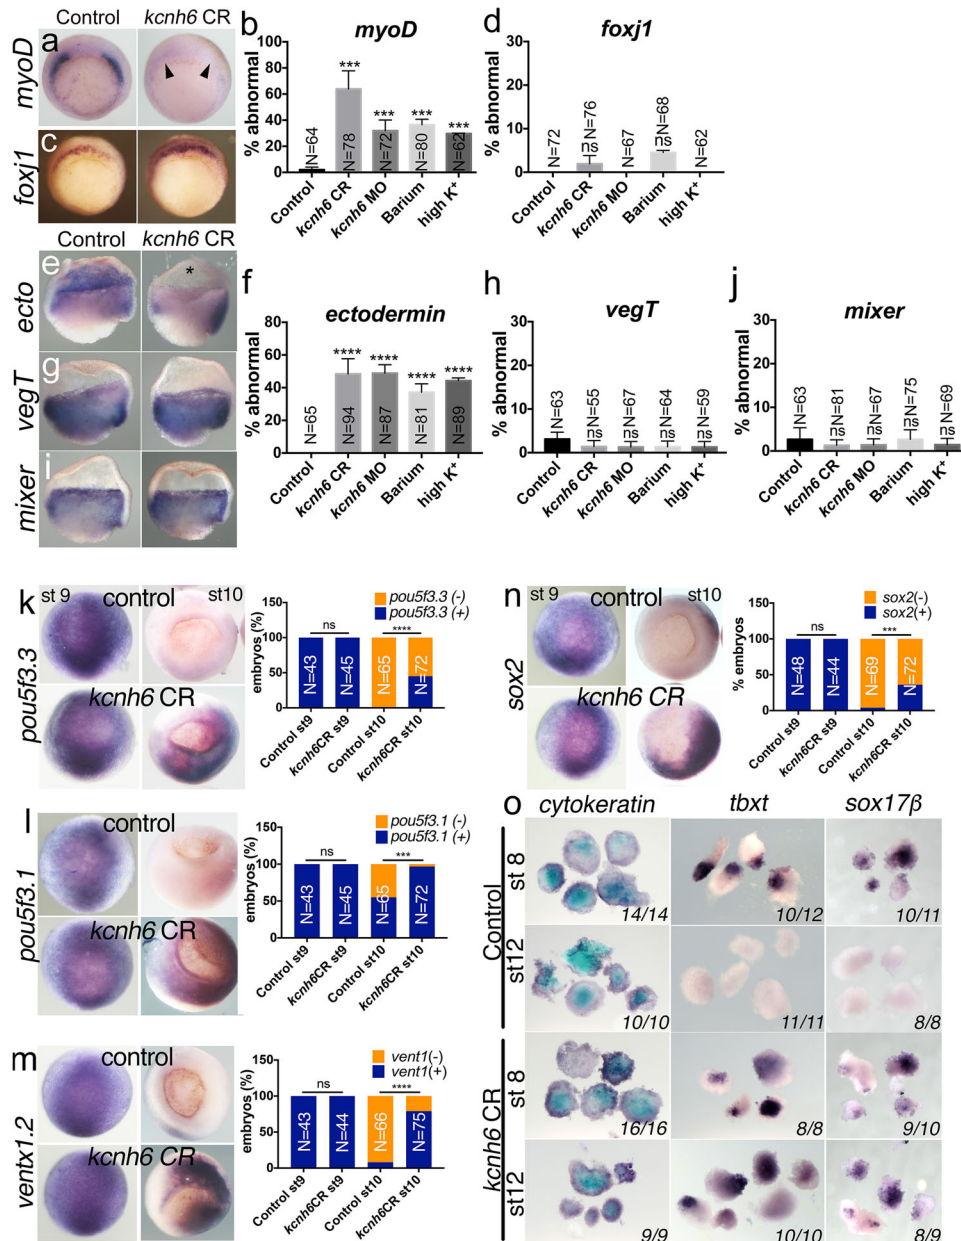 Control kcnh6 CR
a
myoD
c
foxj1
b
myoD
% abnormal
100
80
60
40
20
0
***
***
***
***
N=64
N=78
N=72
N=80
N=62
Control
kcnh6 CR
kcnh6 MO
Barium
high K+
d
foxj1
% abnormal
30
20
10
0
N=72
ns N=76
N=67
ns N=68
N=62
Control
kcnh6 CR
kcnh6 MO
Barium
high K+
Control kcnh6 CR
e
*
ecto
g
vegT
i
mixer
f
ectodermin
% abnormal
80
60
40
20
0
****
****
****
****
N=65
N=94
N=87
N=81
N=89
Control
kcnh6 CR
kcnh6 MO
Barium
high K+
h
vegT
% abnormal
30
20
10
0
N=63
ns N=55
ns N=67
ns N=64
ns N=59
Control
kcnh6 CR
kcnh6 MO
Barium
high K+
j
mixer
% abnormal
30
20
10
0
N=63
ns N=81
ns N=67
ns N=75
ns N=69
Control
kcnh6 CR
kcnh6 MO
Barium
high K+
k
st 9 control st10
kcnh6 CR
pou5f3.3
pou5f3.3 (-)
pou5f3.3 (+)
embryos (%)
150
100
50
0
ns
****
N=43
N=45
N=65
N=72
Control st9
kcnh6CR st9
Control st10
kcnh6CR st10
n
st 9 control st10
kcnh6 CR
sox2
sox2(-)
sox2(+)
% embryos
150
100
50
0
ns
***
N=48
N=44
N=69
N=72
Control st9
kcnh6CR st9
Control st10
kcnh6CR st10
l
control
kcnh6 CR
pou5f3.1
pou5f3.1 (-)
pou5f3.1 (+)
embryos (%)
150
100
50
0
ns
***
N=43
N=45
N=65
N=72
Control st9
kcnh6CR st9
Control st10
kcnh6CR st10
m
control
kcnh6 CR
ventx1.2
vent1(-)
vent1(+)
embryos (%)
150
100
50
0
ns
****
N=43
N=44
N=66
N=75
Control st9
kcnh6CR st9
Control st10
kcnh6CR st10
o
cytokeratin tbxt sox17β
Control
st 8
14/14 10/12 10/11
st12
10/10 11/11 8/8
kcnh6 CR
st 8
16/16 8/8 9/10
st12
9/9 10/10 8/9